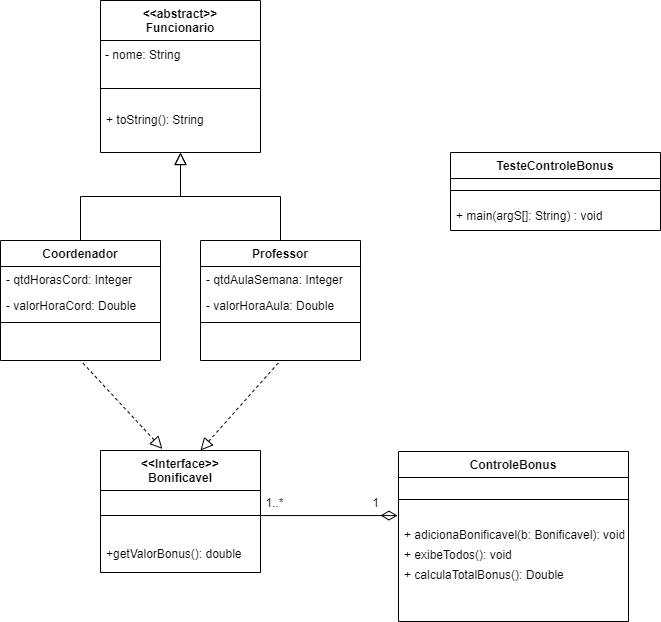 <<abstract>>
Funcionario
- nome: String
+ toString(): String
TesteControleBonus
+ main(argS[]: String) : void
Coordenador
- qtdHorasCord: Integer
- valorHoraCord: Double
Professor
- qtdAulaSemana: Integer
- valorHoraAula: Double
<<Interface>>
Bonificavel
+getValorBonus(): double
1..*
1
ControleBonus
+ adicionaBonificavel(b: Bonificavel): void
+ exibeTodos(): void
+ calculaTotalBonus(): Double